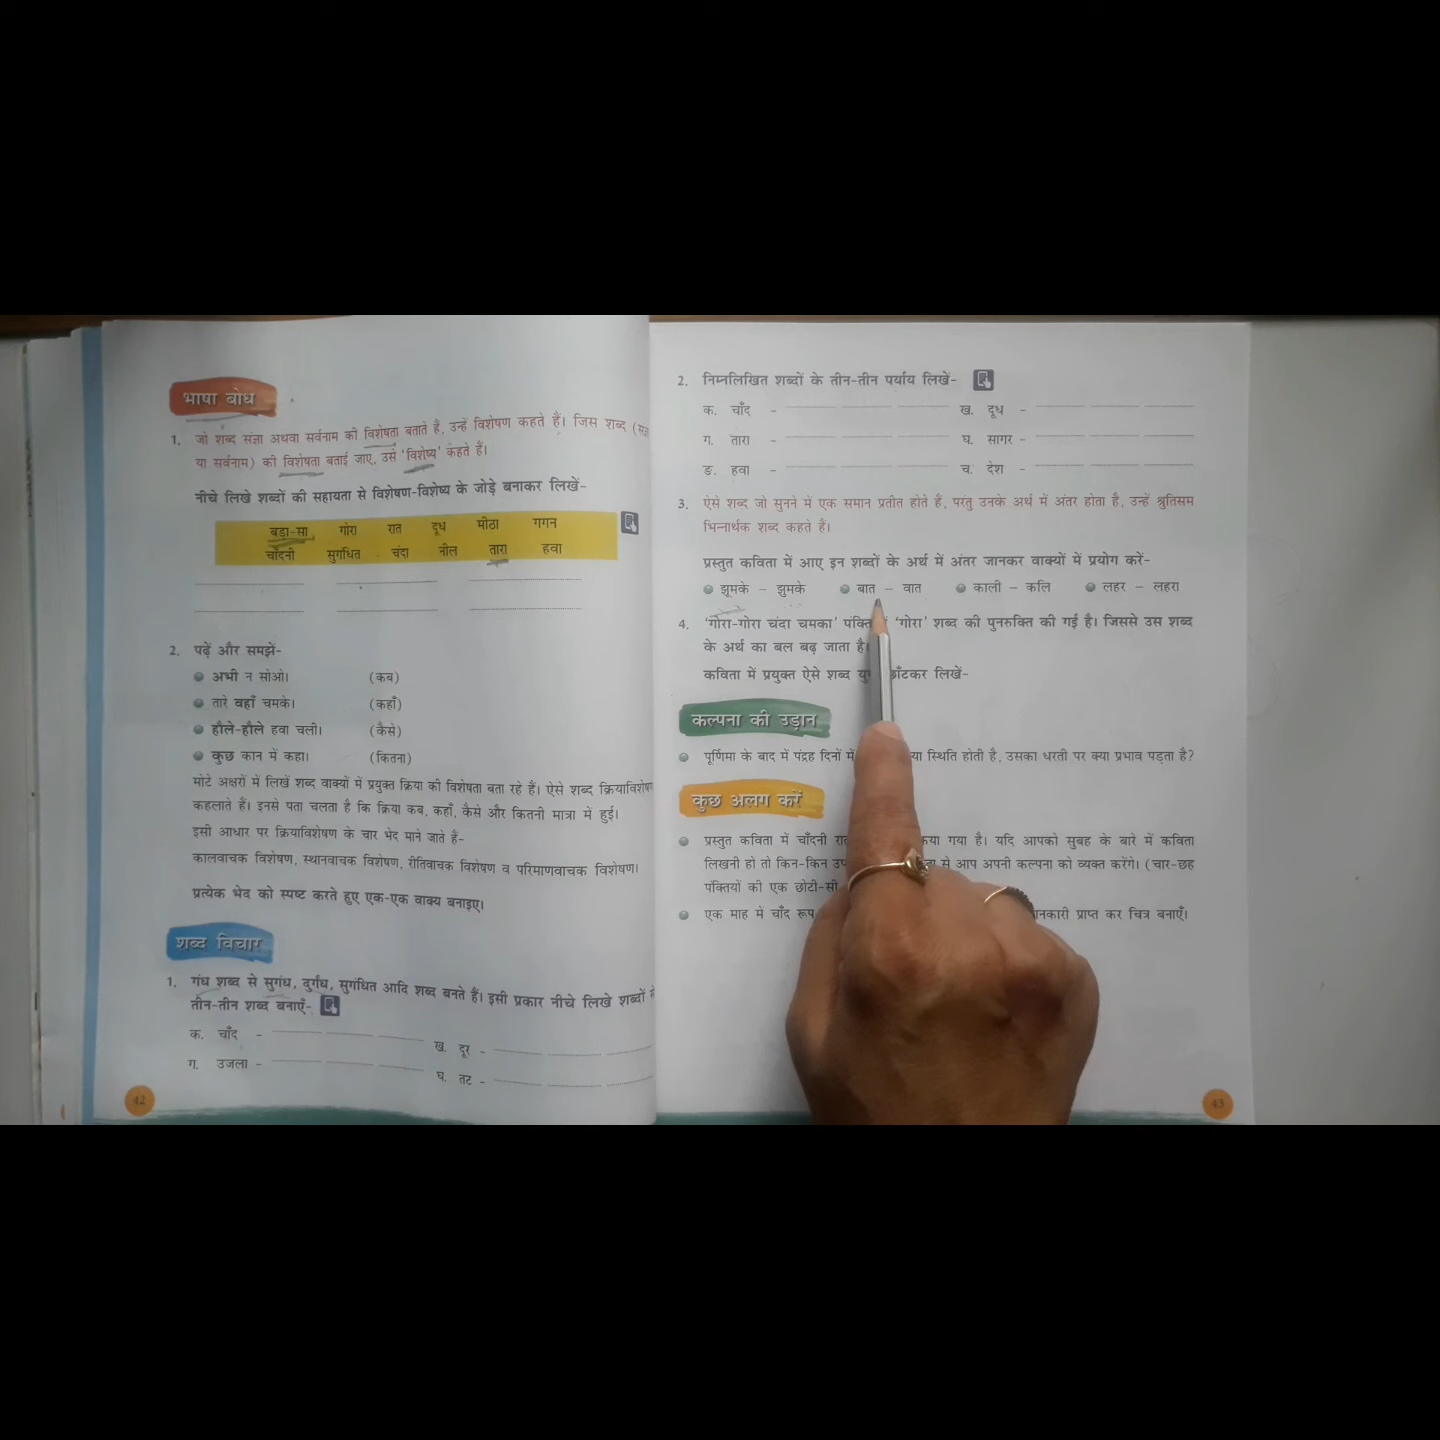 भाषा बोध
1. जो शब्द संज्ञा अथवा सर्वनाम की विशेषता बताते हैं, उन्हें विशेषण कहते हैं। जिस शब्द
या सर्वनाम) की विशेषता बताई जाए, उसे ‘विशेष्य’ कहते हैं।
नीचे लिखे शब्दों की सहायता से विशेषण-विशेष्य के जोड़े बनाकर लिखें-
बड़ा-सा गोरा रात दूध मीठा गगन
चाँदनी सुगंधित चंदा नील तारा हवा
2. पढ़ें और समझें-
अभी न सोओ। (कब)
तारे वहाँ चमके। (कहाँ)
हौले-हौले हवा चली। (कैसे)
कुछ कान में कहा। (कितना)
मोटे अक्षरों में लिखे शब्द वाक्यों में प्रयुक्त क्रिया की विशेषता बता रहे हैं। ऐसे शब्द क्रियाविशेषण
कहलाते हैं। इनसे पता चलता है कि क्रिया कब, कहाँ, कैसे और कितनी मात्रा में हुई।
इसी आधार पर क्रियाविशेषण के चार भेद माने जाते हैं-
कालवाचक विशेषण, स्थानवाचक विशेषण, रीतिवाचक विशेषण व परिमाणवाचक विशेषण।
प्रत्येक भेद को स्पष्ट करते हुए एक-एक वाक्य बनाइए।
शब्द विचार
1. गंध शब्द से सुगंध, दुर्गंध, सुगंधित आदि शब्द बनते हैं। इसी प्रकार नीचे लिखे शब्दों
तीन-तीन शब्द बनाएँ-
क. चाँद - ख. दूर -
ग. उजला - घ. तट -
42
2. निम्नलिखित शब्दों के तीन-तीन पर्याय लिखें-
क. चाँद - ख. दूध -
ग. तारा - घ. सागर -
ङ. हवा - च. देश -
3. ऐसे शब्द जो सुनने में एक समान प्रतीत होते हैं, परंतु उनके अर्थ में अंतर होता है, उन्हें श्रुतिसम
भिन्नार्थक शब्द कहते हैं।
प्रस्तुत कविता में आए इन शब्दों के अर्थ में अंतर जानकर वाक्यों में प्रयोग करें-
झूमके – झुमके बात – वात काली – कलि लहर – लहरा
4. ‘गोरा-गोरा चंदा चमका’ पंक्ति ‘गोरा’ शब्द की पुनरुक्ति की गई है। जिससे उस शब्द
के अर्थ का बल बढ़ जाता है।
कविता में प्रयुक्त ऐसे शब्द छाँटकर लिखें-
कल्पना की उड़ान
पूर्णिमा के बाद में पंद्रह दिनों में स्थिति होती है, उसका धरती पर क्या प्रभाव पड़ता है?
कुछ अलग करें
प्रस्तुत कविता में चाँदनी गया है। यदि आपको सुबह के बारे में कविता
लिखनी हो तो किन-किन से आप अपनी कल्पना को व्यक्त करेंगे। (चार-छह
पंक्तियों की एक छोटी-सी
एक माह में चाँद रूप प्राप्त कर चित्र बनाएँ।
43